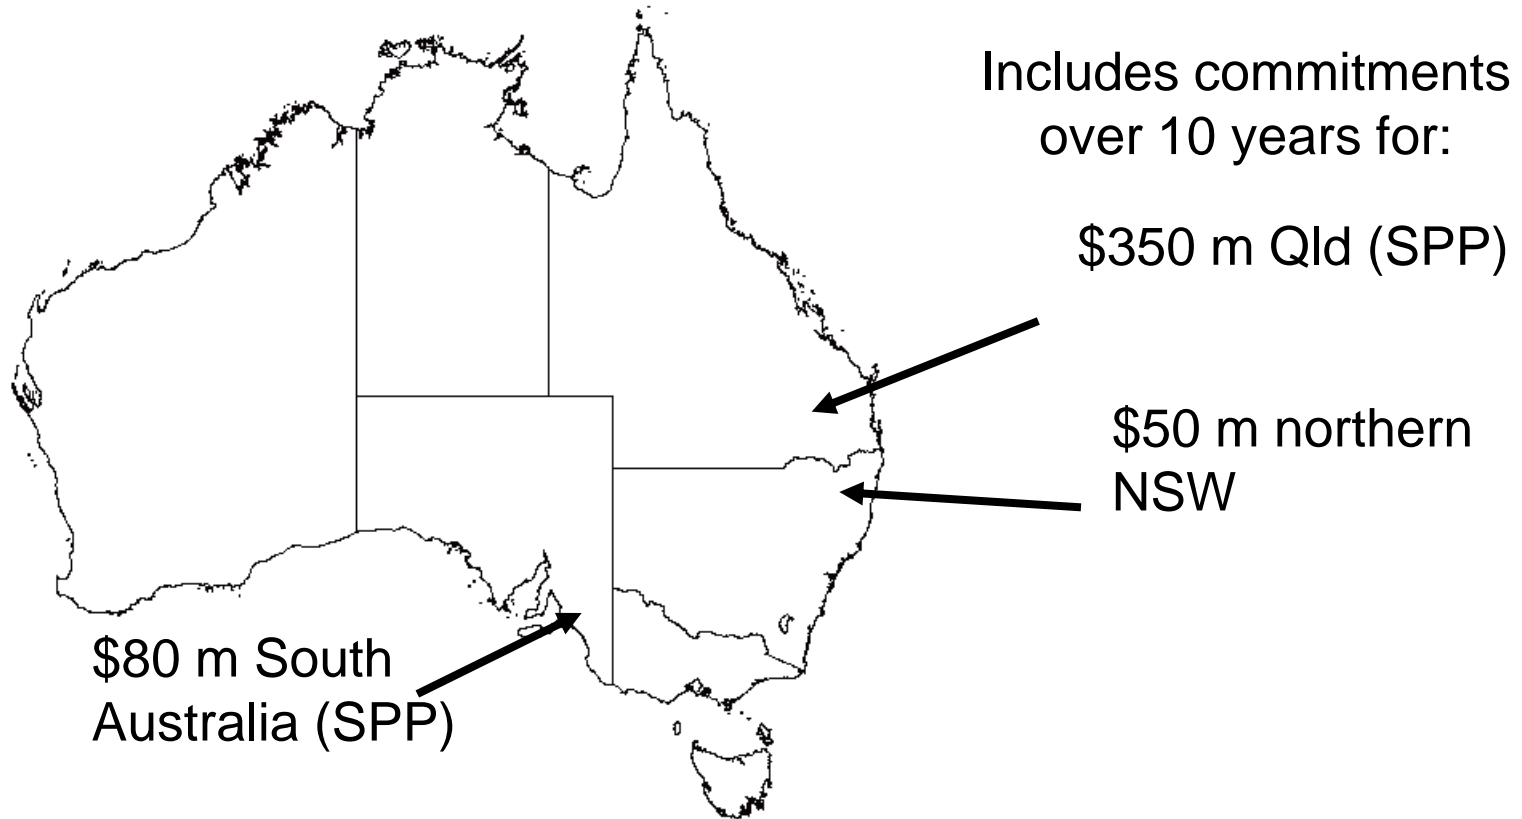 Includes commitments
over 10 years for:
$350 m Qld (SPP)
$50 m northern
NSW
$80 m South
Australia (SPP)